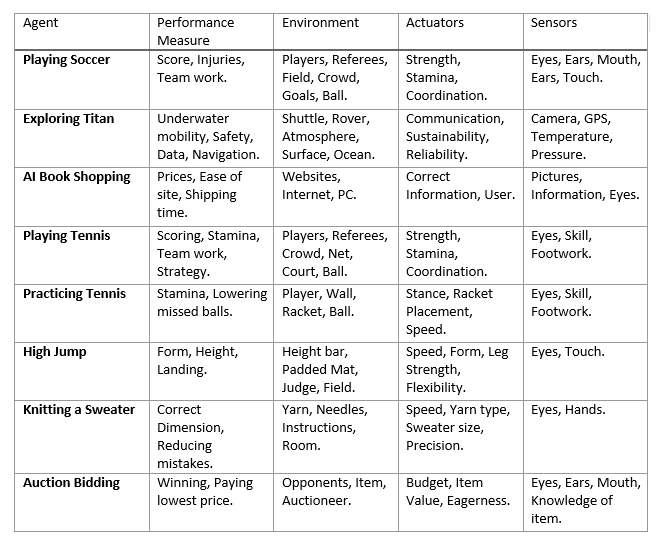 Agent Performance Measure Environment Actuators Sensors
Playing Soccer
Score, Injuries,
Team work.
Players, Referees,
Field, Crowd,
Goals, Ball.
Strength,
Stamina,
Coordination.
Eyes, Ears, Mouth,
Ears, Touch.
Exploring Titan
Underwater
mobility, Safety,
Data, Navigation.
Shuttle, Rover,
Atmosphere,
Surface, Ocean.
Communication,
Sustainability,
Reliability.
Camera, GPS,
Temperature,
Pressure.
AI Book Shopping
Prices, Ease of
site, Shipping
time.
Websites,
Internet, PC.
Correct
Information, User.
Pictures,
Information, Eyes.
Playing Tennis
Scoring, Stamina,
Team work,
Strategy.
Players, Referees,
Crowd, Net,
Court, Ball.
Strength,
Stamina,
Coordination.
Eyes, Skill,
Footwork.
Practicing Tennis
Stamina, Lowering
missed balls.
Player, Wall,
Racket, Ball.
Stance, Racket
Placement,
Speed.
Eyes, Skill,
Footwork.
High Jump
Form, Height,
Landing.
Height bar,
Padded Mat,
Judge, Field.
Speed, Form, Leg
Strength,
Flexibility.
Eyes, Touch.
Knitting a Sweater
Correct
Dimension,
Reducing
mistakes.
Yarn, Needles,
Instructions,
Room.
Speed, Yarn type,
Sweater size,
Precision.
Eyes, Hands.
Auction Bidding
Winning, Paying
lowest price.
Opponents, Item,
Auctioneer.
Budget, Item
Value, Eagerness.
Eyes, Ears, Mouth,
Knowledge of
item.